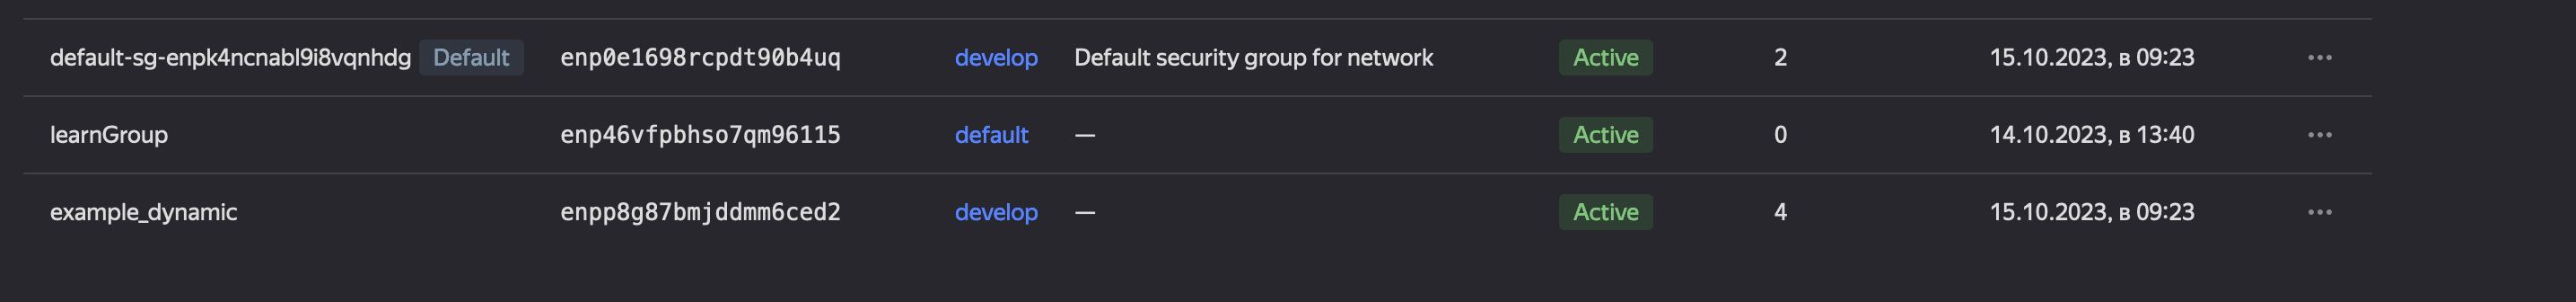 default-sg-enpk4ncnabl9i8vqnhdg Default enp0e1698rcpdt90b4uq develop Default security group for network Active 2 15.10.2023, в 09:23
learnGroup enp46vfpbhso7qm96115 default — Active 0 14.10.2023, в 13:40
example_dynamic enpp8g87bmjddmm6ced2 develop — Active 4 15.10.2023, в 09:23